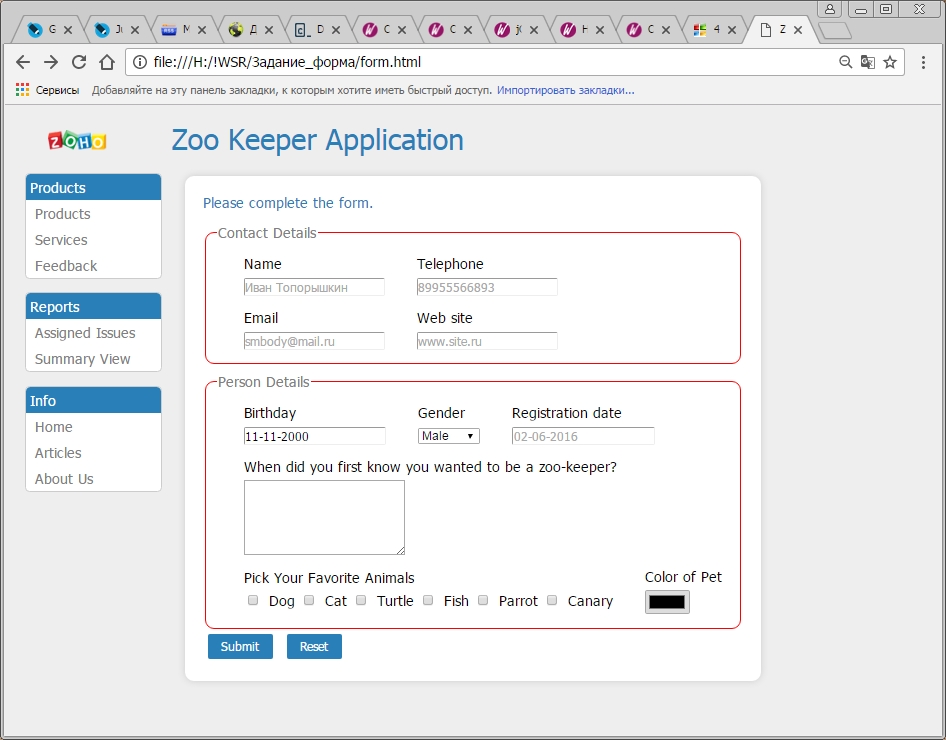 G
Ju
M
Д
D
С
С
jC
H
С
4
Z
file:///H:/!WSR/Задание_форма/form.html
Сервисы Добавляйте на эту панель закладки, к которым хотите иметь быстрый доступ. Импортировать закладки...
ZOHO
Zoo Keeper Application
Products
Products
Services
Feedback
Reports
Assigned Issues
Summary View
Info
Home
Articles
About Us
Please complete the form.
Contact Details
Name Telephone
Иван Топорышкин 89955566893
Email Web site
smbody@mail.ru www.site.ru
Person Details
Birthday Gender Registration date
11-11-2000 Male 02-06-2016
When did you first know you wanted to be a zoo-keeper?
Pick Your Favorite Animals Color of Pet
Dog Cat Turtle Fish Parrot Canary
Submit Reset